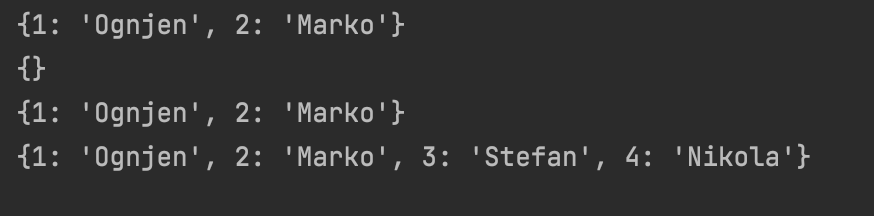 {1: 'Ognjen', 2: 'Marko'}
{}
{1: 'Ognjen', 2: 'Marko'}
{1: 'Ognjen', 2: 'Marko', 3: 'Stefan', 4: 'Nikola'}